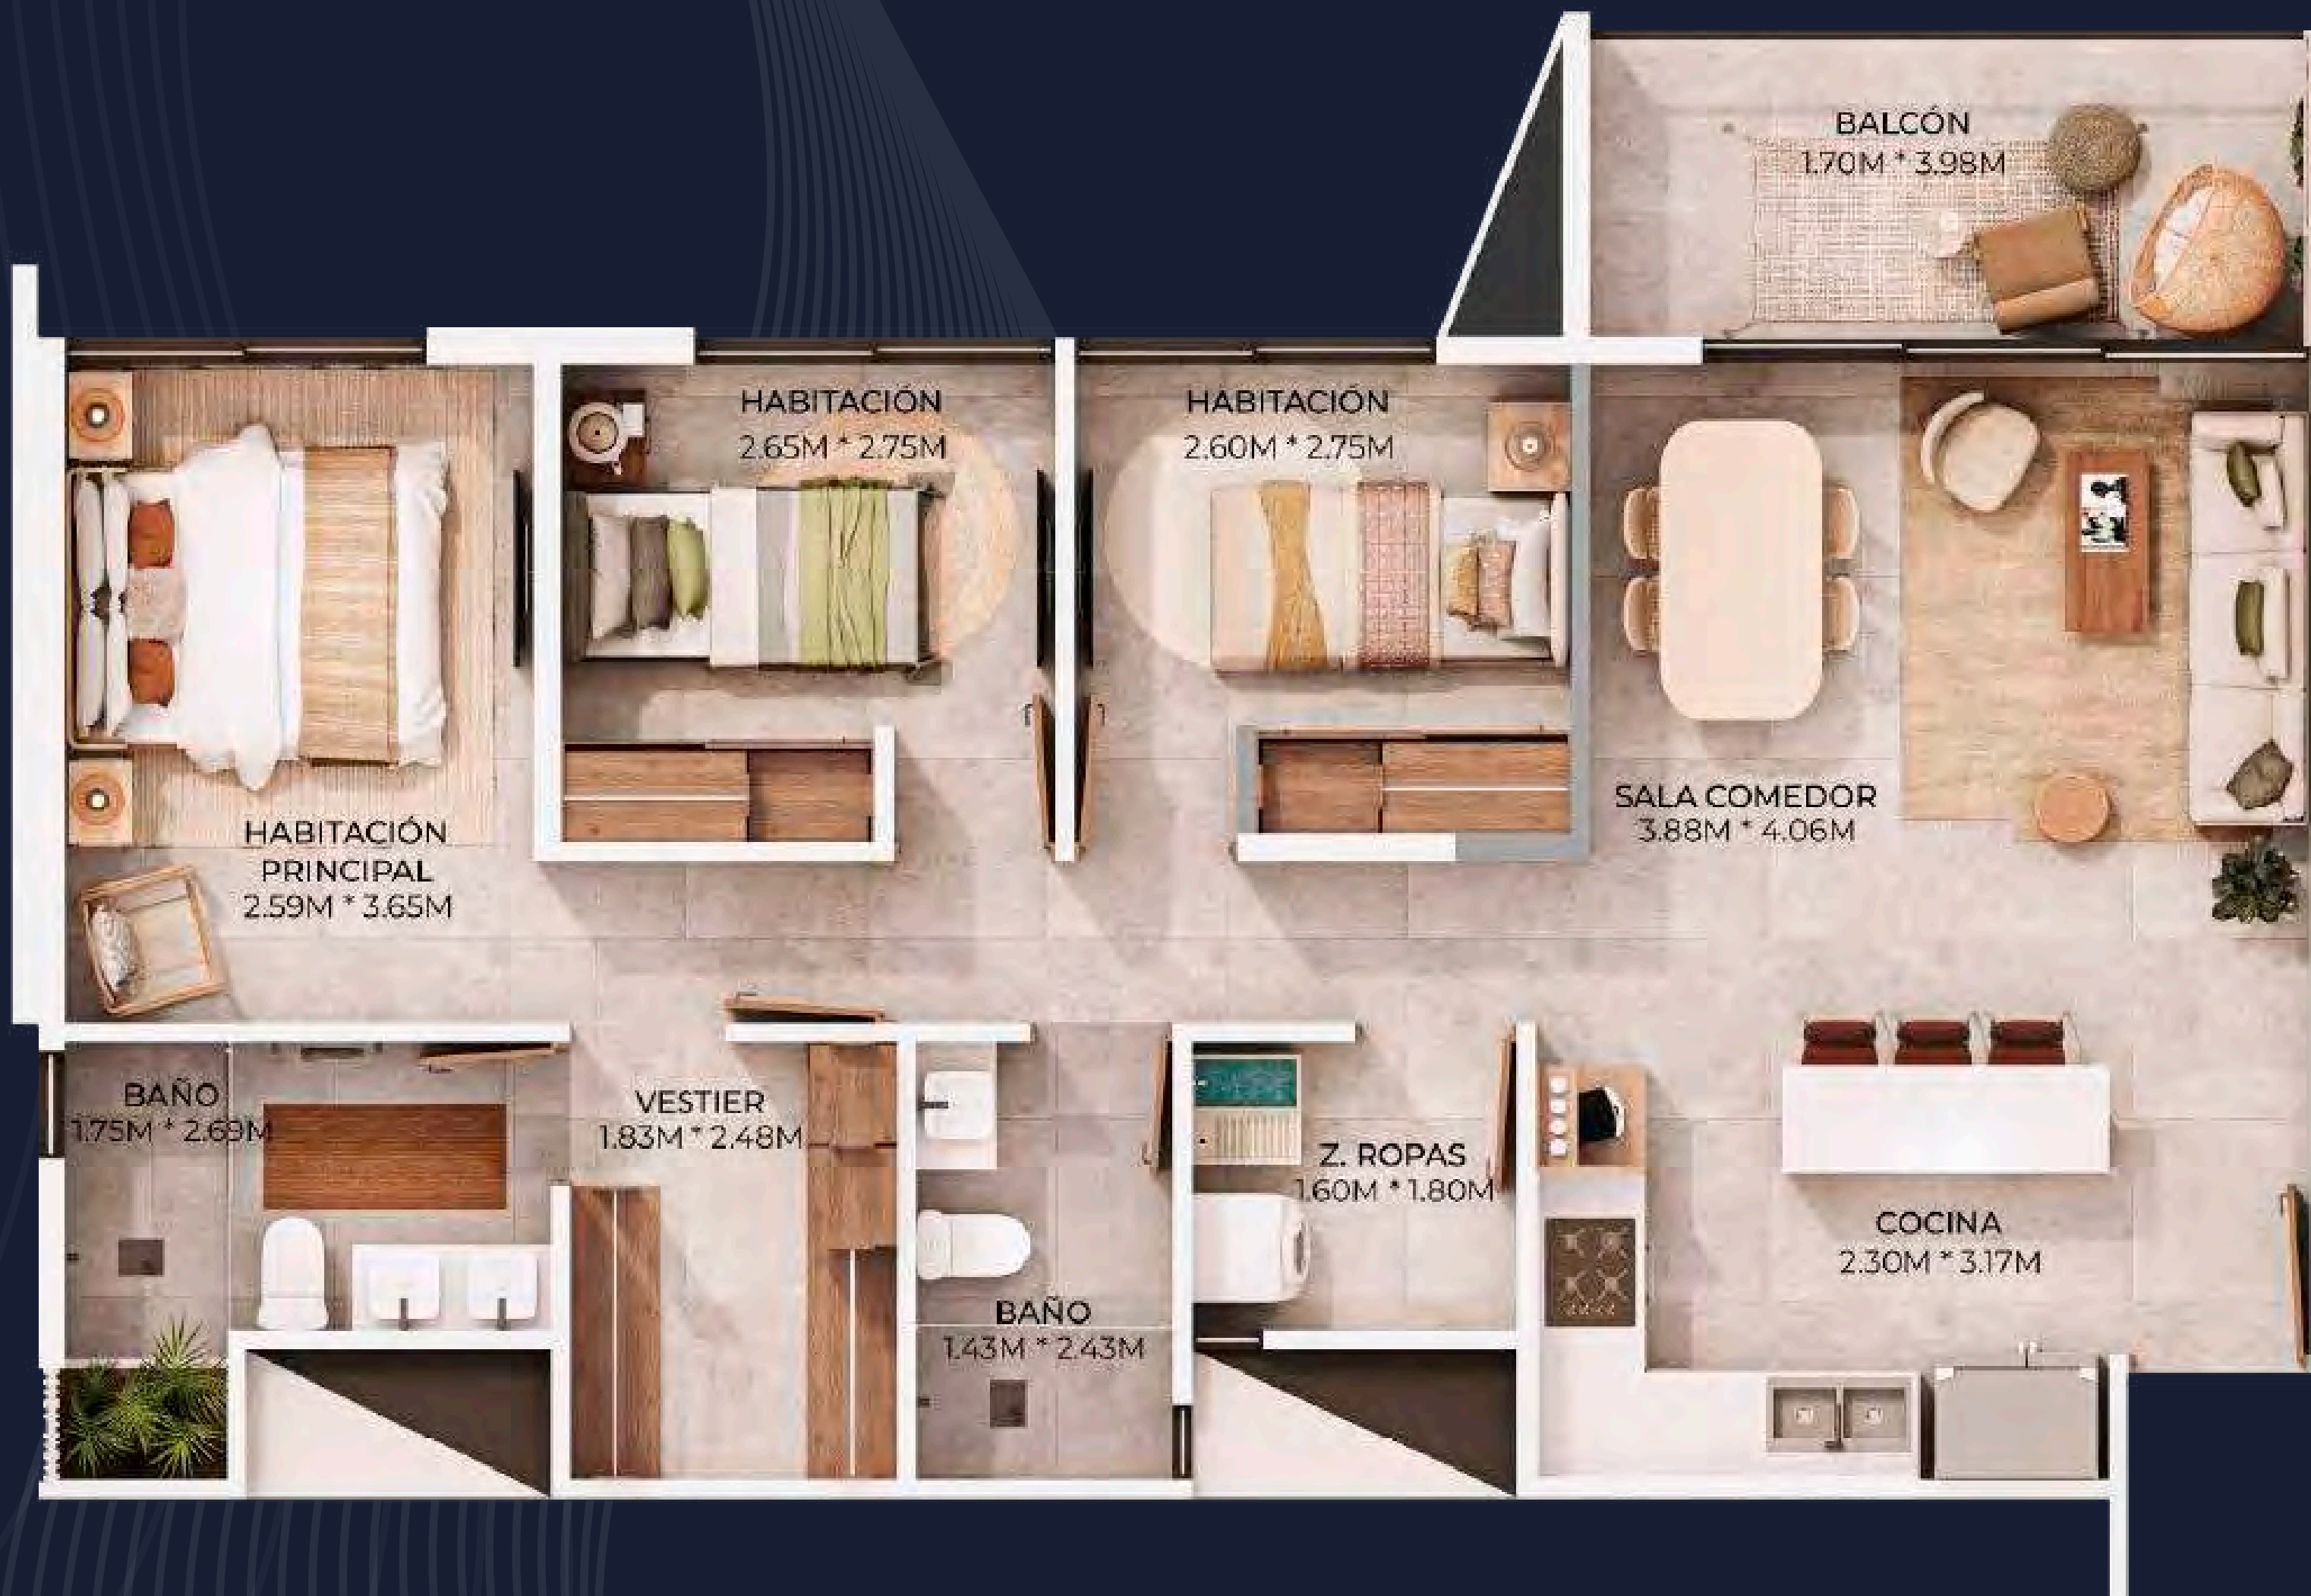 BALCÓN
1.70M * 3.98M
HABITACIÓN
2.65M * 2.75M
HABITACIÓN
2.60M * 2.75M
SALA COMEDOR
3.88M * 4.06M
HABITACIÓN
PRINCIPAL
2.59M * 3.65M
BAÑO
1.75M * 2.69M
VESTIER
1.83M * 2.48M
Z. ROPAS
1.60M * 1.80M
COCINA
2.30M * 3.17M
BAÑO
1.43M * 2.43M